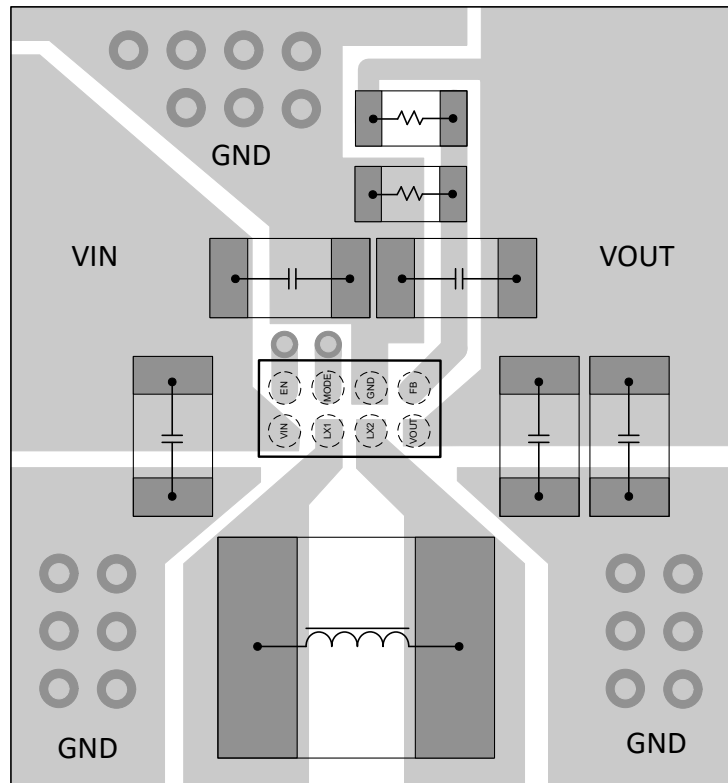 GND
VIN
VOUT
EN
MODE
GND
FB
VIN
LX1
LX2
VOUT
GND
GND